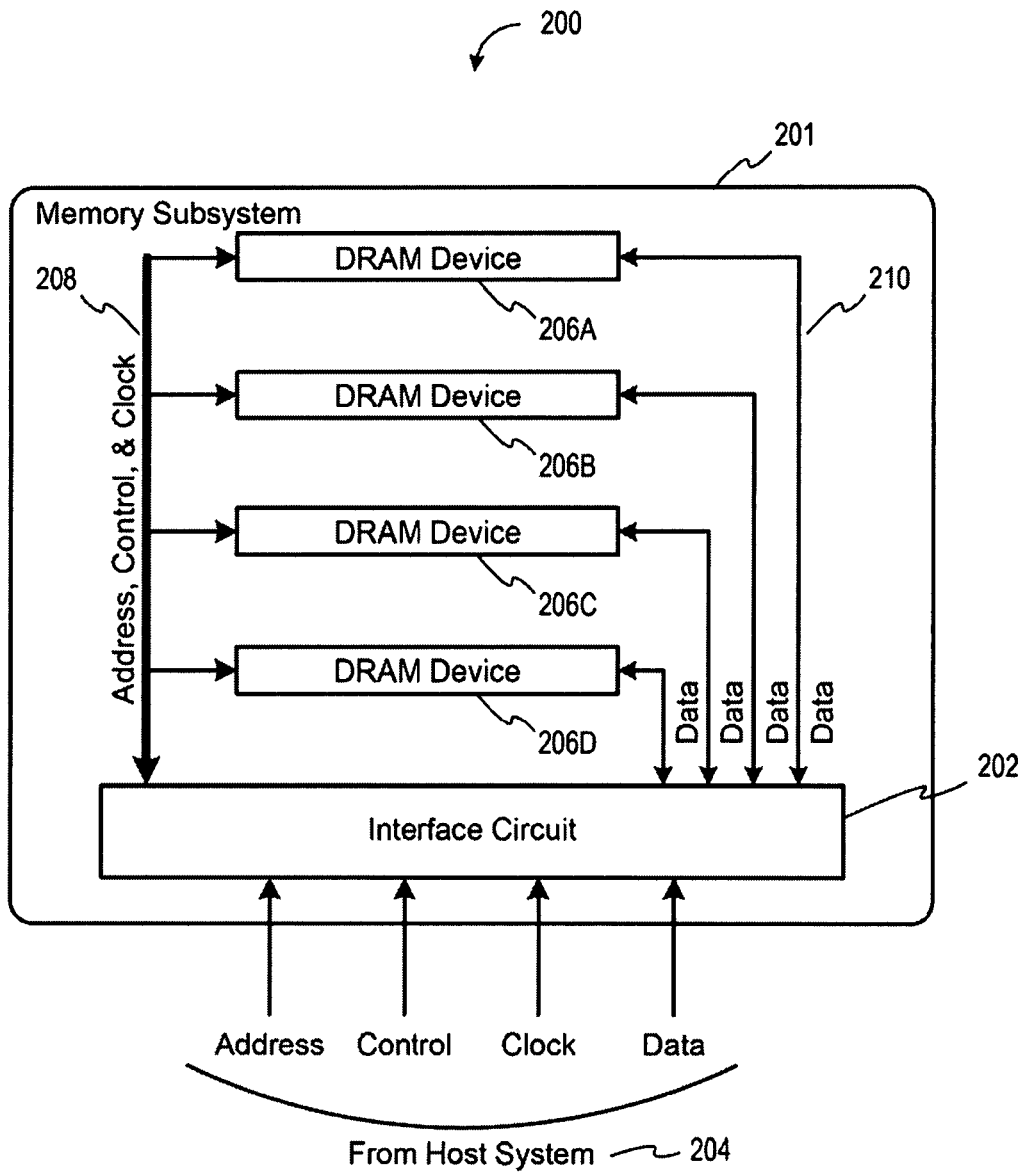 200
201
Memory Subsystem
DRAM Device
208
210
206A
Address, Control, & Clock
DRAM Device
206B
DRAM Device
206C
DRAM Device
206D
Data
Data
Data
Data
202
Interface Circuit
Address Control Clock Data
From Host System 204